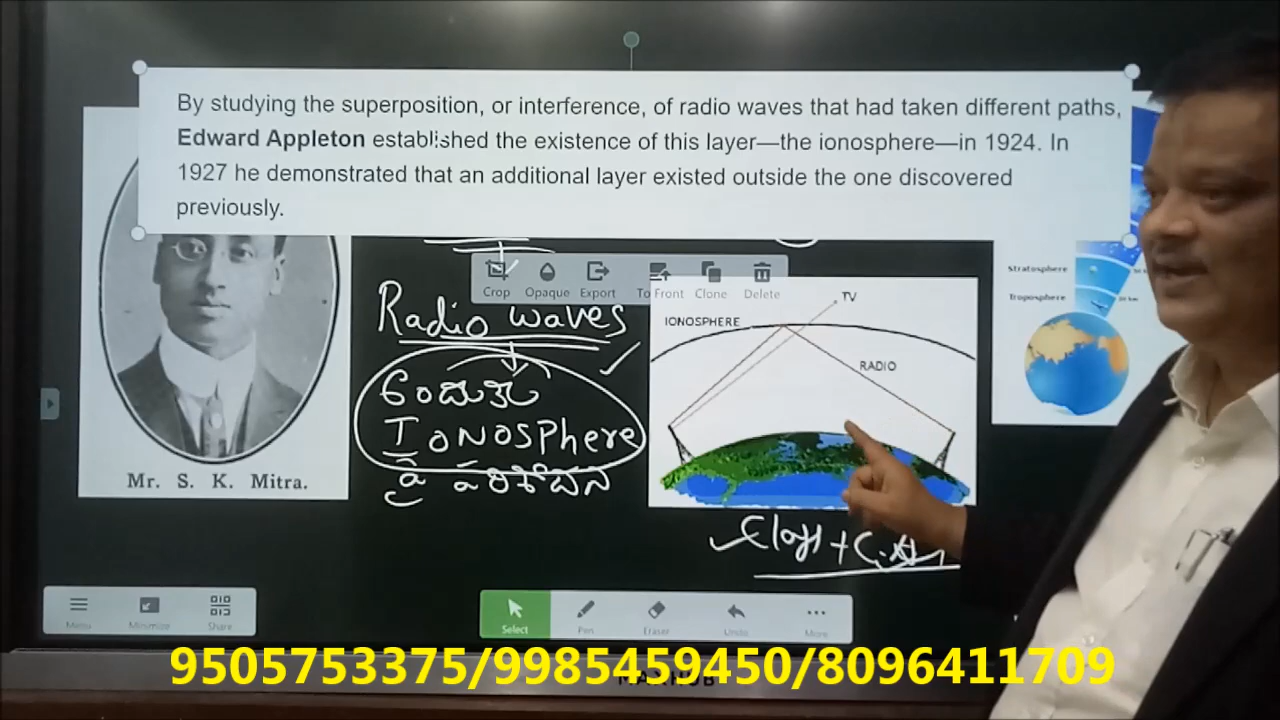 By studying the superposition, or interference, of radio waves that had taken different paths,
Edward Appleton established the existence of this layer—the ionosphere—in 1924. In
1927 he demonstrated that an additional layer existed outside the one discovered
previously.
Crop Opaque Export To Front Clone Delete
Radio waves
అందుకు
Ionosphere
పై పరిశోధన
Mr. S. K. Mitra.
TV
IONOSPHERE
RADIO
Stratosphere
Troposphere
Menu Minimize Share
Select Pen Eraser Undo More
9505753375/9985459450/8096411709
MAXHUB